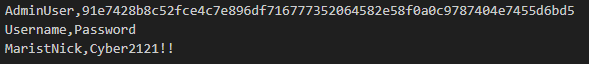 AdminUser,91e7428b8c52fce4c7e896df716777352064582e58f0a0c9787404e7455d6bd5
Username,Password
MaristNick,Cyber2121!!